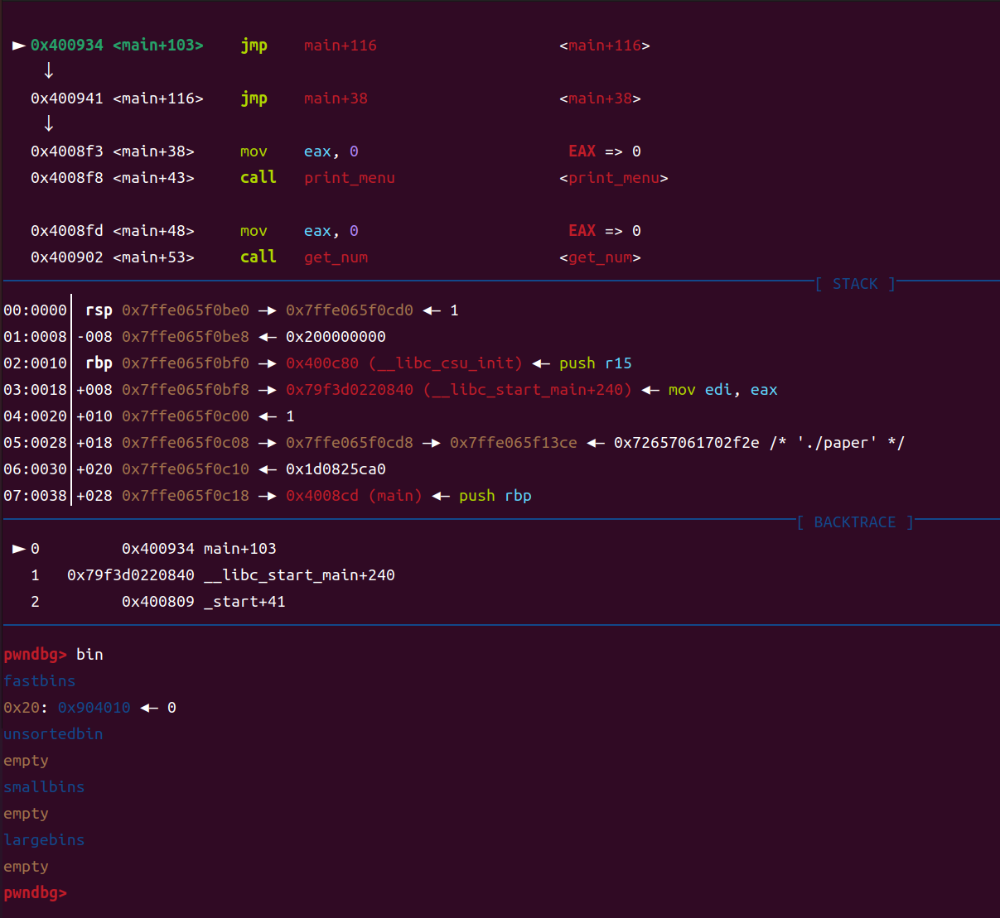 ► 0x400934 <main+103>    jmp    main+116                    <main+116>
↓
0x400941 <main+116>    jmp    main+38                     <main+38>
↓
0x4008f3 <main+38>     mov    eax, 0                       EAX => 0
0x4008f8 <main+43>     call   print_menu                  <print_menu>
0x4008fd <main+48>     mov    eax, 0                       EAX => 0
0x400902 <main+53>     call   get_num                     <get_num>
[ STACK ]
00:0000│ rsp 0x7ffe065f0be0 —▸ 0x7ffe065f0cd0 ◂— 1
01:0008│-008 0x7ffe065f0be8 ◂— 0x200000000
02:0010│ rbp 0x7ffe065f0bf0 —▸ 0x400c80 (__libc_csu_init) ◂— push r15
03:0018│+008 0x7ffe065f0bf8 —▸ 0x79f3d0220840 (__libc_start_main+240) ◂— mov edi, eax
04:0020│+010 0x7ffe065f0c00 ◂— 1
05:0028│+018 0x7ffe065f0c08 —▸ 0x7ffe065f0cd8 —▸ 0x7ffe065f13ce ◂— 0x72657061702f2e /* './paper' */
06:0030│+020 0x7ffe065f0c10 ◂— 0x1d0825ca0
07:0038│+028 0x7ffe065f0c18 —▸ 0x4008cd (main) ◂— push rbp
[ BACKTRACE ]
► 0         0x400934 main+103
1   0x79f3d0220840 __libc_start_main+240
2         0x400809 _start+41
pwndbg> bin
fastbins
0x20: 0x904010 ◂— 0
unsortedbin
empty
smallbins
empty
largebins
empty
pwndbg>